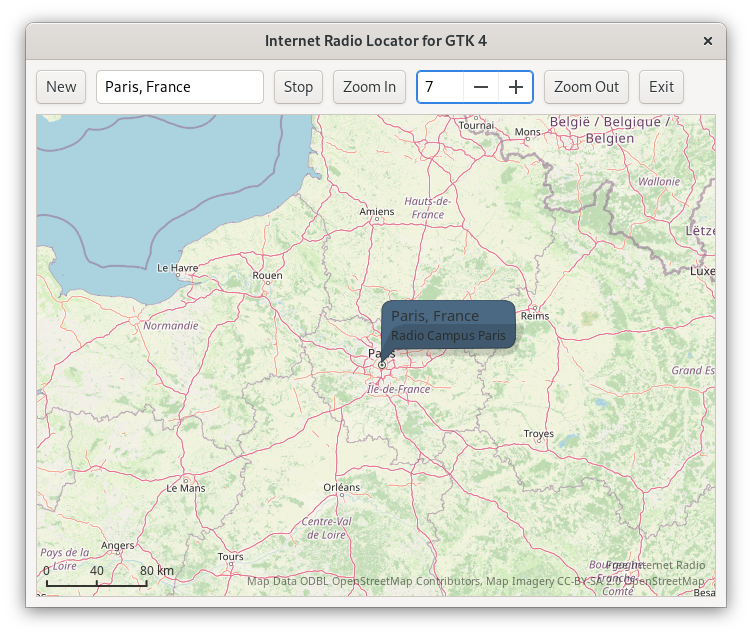 Internet Radio Locator for GTK 4
New
Paris, France
Stop
Zoom In
7
Zoom Out
Exit
Tournai
Mons
België / Belgique /
Belgien
Wallonie
Hauts-de-
France
Amiens
Lëtze
Luxe
Le Havre
Rouen
Paris, France
Radio Campus Paris
Reims
Normandie
Paris
Île-de-France
Grand Es
Troyes
Le Mans
Orléans
Centre-Val
de Loire
Angers
Pays de la
Loire
Tours
0 40 80 km
Internet Radio
Map Data ODBL OpenStreetMap Contributors, Map Imagery CC-BY-SA 2.0 OpenStreetMap
Comté
Besa